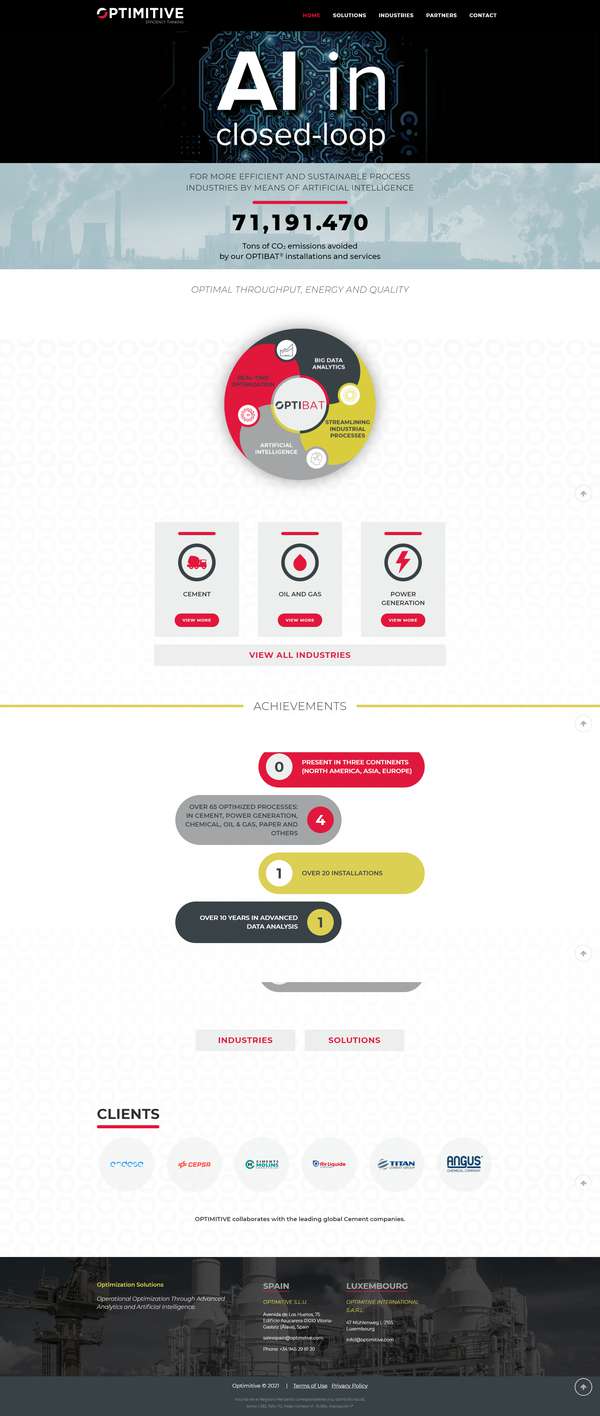 OPTIMITIVE
EFFICIENCY THINKING
HOME SOLUTIONS INDUSTRIES PARTNERS CONTACT
AI in
closed-loop
FOR MORE EFFICIENT AND SUSTAINABLE PROCESS
INDUSTRIES BY MEANS OF ARTIFICIAL INTELLIGENCE
71,191.470
Tons of CO₂ emissions avoided
by our OPTIBAT® installations and services
OPTIMAL THROUGHPUT, ENERGY AND QUALITY
BIG DATA
ANALYTICS
REAL-TIME
OPTIMIZATION
OPTIBAT
STREAMLINING
INDUSTRIAL
PROCESSES
ARTIFICIAL
INTELLIGENCE
CEMENT
VIEW MORE
OIL AND GAS
VIEW MORE
POWER
GENERATION
VIEW MORE
VIEW ALL INDUSTRIES
ACHIEVEMENTS
0
PRESENT IN THREE CONTINENTS
(NORTH AMERICA, ASIA, EUROPE)
OVER 65 OPTIMIZED PROCESSES:
IN CEMENT, POWER GENERATION,
CHEMICAL, OIL & GAS, PAPER AND
OTHERS
4
1
OVER 20 INSTALLATIONS
OVER 10 YEARS IN ADVANCED
DATA ANALYSIS
1
INDUSTRIES
SOLUTIONS
CLIENTS
endesa
CEPSA
CEMENTS
MOLINS
Air Liquide
TITAN
CEMENT GROUP
ANGUS
CHEMICAL COMPANY
OPTIMITIVE collaborates with the leading global Cement companies.
Optimization Solutions
Operational Optimization Through Advanced
Analytics and Artificial Intelligence.
SPAIN
OPTIMITIVE S.L.U.
Avenida de Los Huetos, 75
Edificio Azucarera 01010 Vitoria-
Gasteiz (Álava), Spain
salesspain@optimitive.com
Phone: +34 945 29 81 20
LUXEMBOURG
OPTIMITIVE INTERNATIONAL
S.A.R.L.
47 Mühlenweg L-2155
Luxembourg
info@optimitive.com
Optimitive © 2021 | Terms of Use Privacy Policy